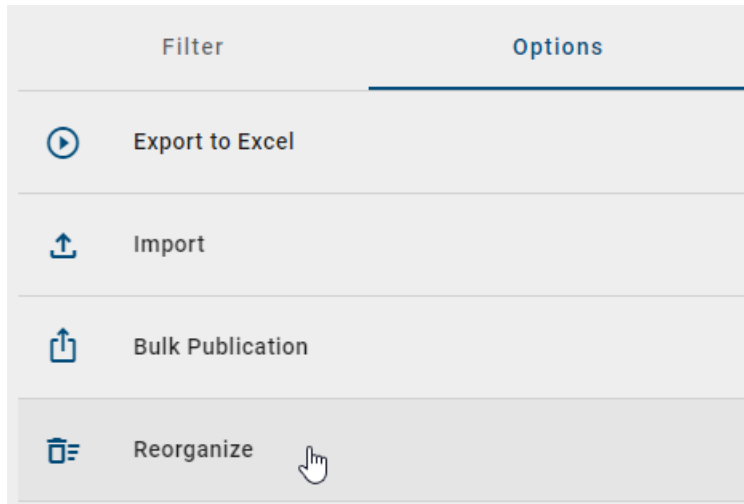 Filter
Options
Export to Excel
Import
Bulk Publication
Reorganize